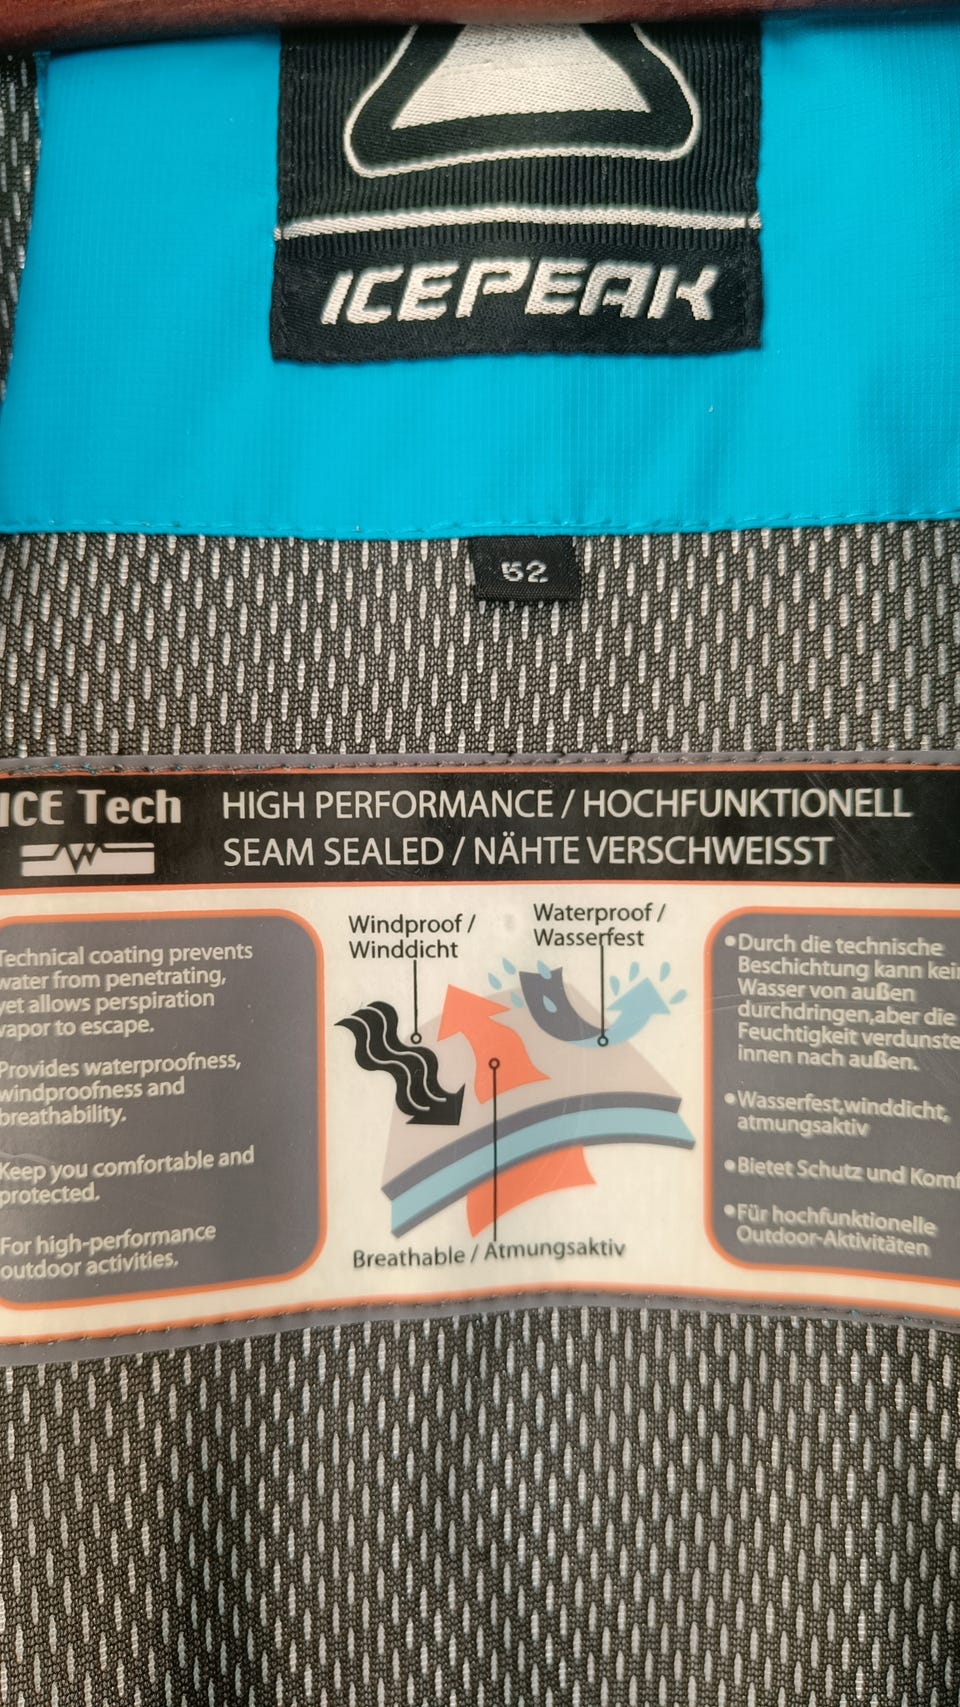 ICEPEAK
52
ICE Tech
HIGH PERFORMANCE / HOCHFUNKTIONELL
SEAM SEALED / NÄHTE VERSCHWEISST
Technical coating prevents
water from penetrating,
yet allows perspiration
vapor to escape.
Provides waterproofness,
windproofness and
breathability.
Keep you comfortable and
protected.
For high-performance
outdoor activities.
Windproof /
Winddicht
Waterproof /
Wasserfest
Breathable / Atmungsaktiv
•Durch die technische
Beschichtung kann kein
Wasser von außen
durchdringen,aber die
Feuchtigkeit verdunste
innen nach außen.
•Wasserfest,winddicht,
atmungsaktiv
•Bietet Schutz und Komf
•Für hochfunktionelle
Outdoor-Aktivitäten